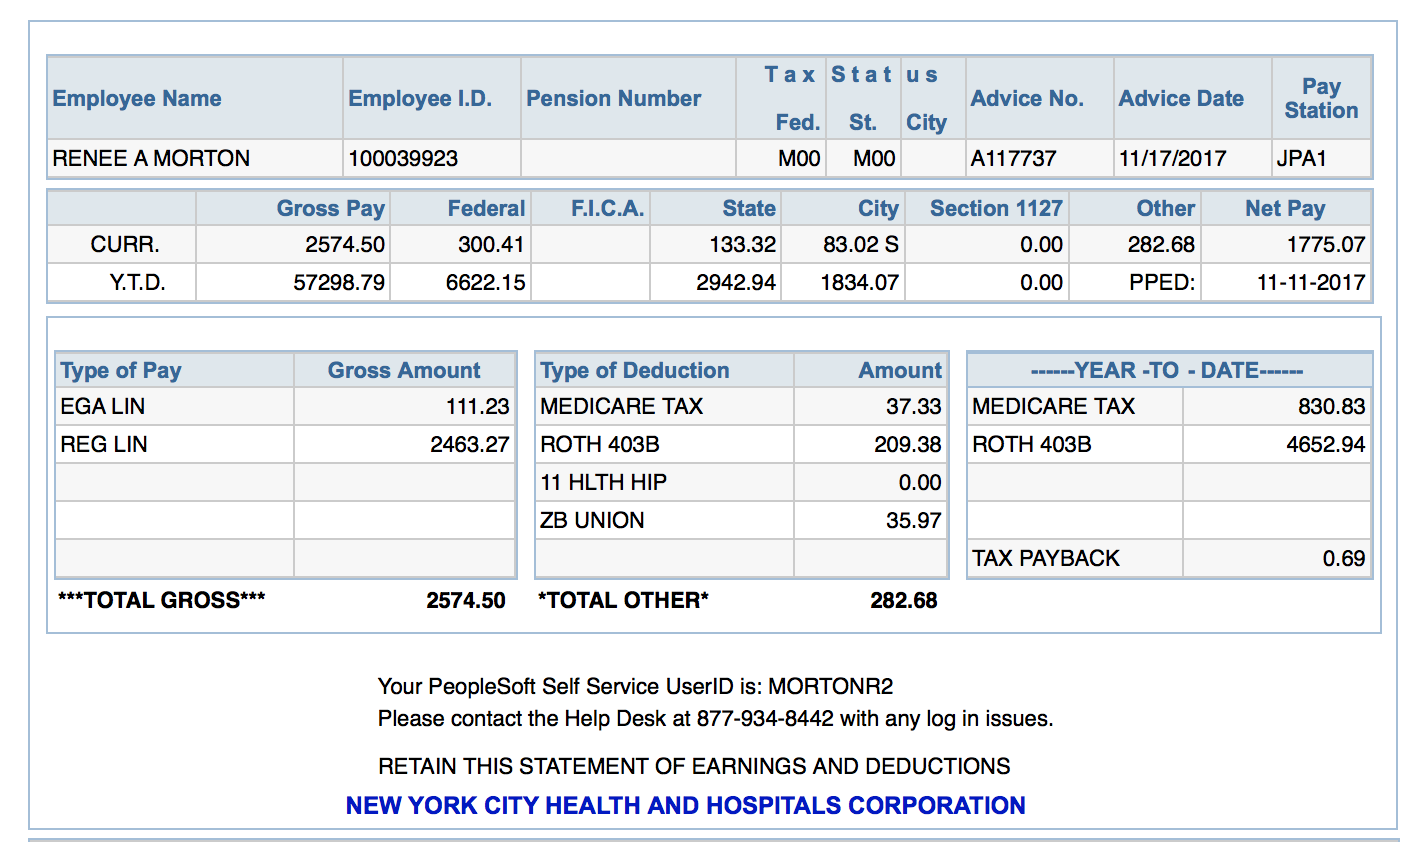 Tax Status
Employee Name Employee I.D. Pension Number Fed. St. City Advice No. Advice Date Pay Station
RENEE A MORTON 100039923 M00 M00 A117737 11/17/2017 JPA1
Gross Pay Federal F.I.C.A. State City Section 1127 Other Net Pay
CURR. 2574.50 300.41 133.32 83.02 S 0.00 282.68 1775.07
Y.T.D. 57298.79 6622.15 2942.94 1834.07 0.00 PPED: 11-11-2017
Type of Pay Gross Amount Type of Deduction Amount ------YEAR -TO - DATE------
EGA LIN 111.23 MEDICARE TAX 37.33 MEDICARE TAX 830.83
REG LIN 2463.27 ROTH 403B 209.38 ROTH 403B 4652.94
11 HLTH HIP 0.00
ZB UNION 35.97
TAX PAYBACK 0.69
***TOTAL GROSS*** 2574.50 *TOTAL OTHER* 282.68
Your PeopleSoft Self Service UserID is: MORTONR2
Please contact the Help Desk at 877-934-8442 with any log in issues.
RETAIN THIS STATEMENT OF EARNINGS AND DEDUCTIONS
NEW YORK CITY HEALTH AND HOSPITALS CORPORATION